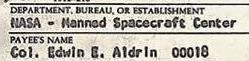 DEPARTMENT, BUREAU, OR ESTABLISHMENT
NASA - Manned Spacecraft Center
PAYEE'S NAME
Col. Edwin E. Aldrin 00018